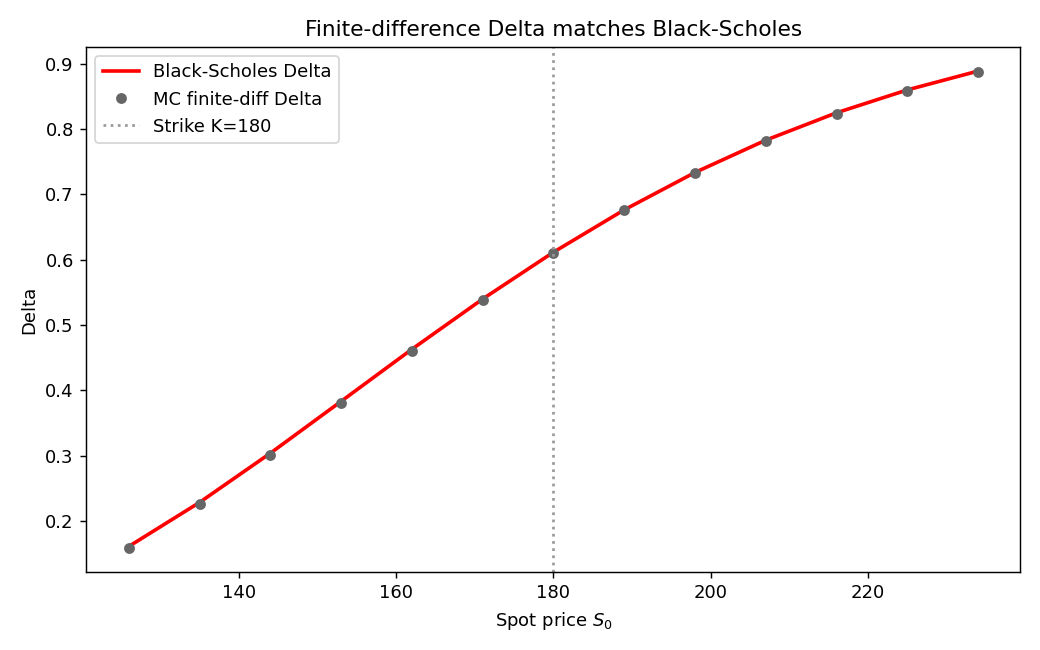 Finite-difference Delta matches Black-Scholes
Black-Scholes Delta
MC finite-diff Delta
Strike K=180
0.9
0.8
0.7
0.6
0.5
0.4
0.3
0.2
Delta
140
160
180
200
220
Spot price S₀